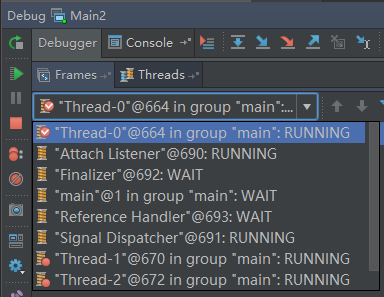 Debug Main2
Debugger Console
Frames Threads
"Thread-0"@664 in group "main":...
"Thread-0"@664 in group "main": RUNNING
"Attach Listener"@690: RUNNING
"Finalizer"@692: WAIT
"main"@1 in group "main": WAIT
"Reference Handler"@693: WAIT
"Signal Dispatcher"@691: RUNNING
"Thread-1"@670 in group "main": RUNNING
"Thread-2"@672 in group "main": RUNNING